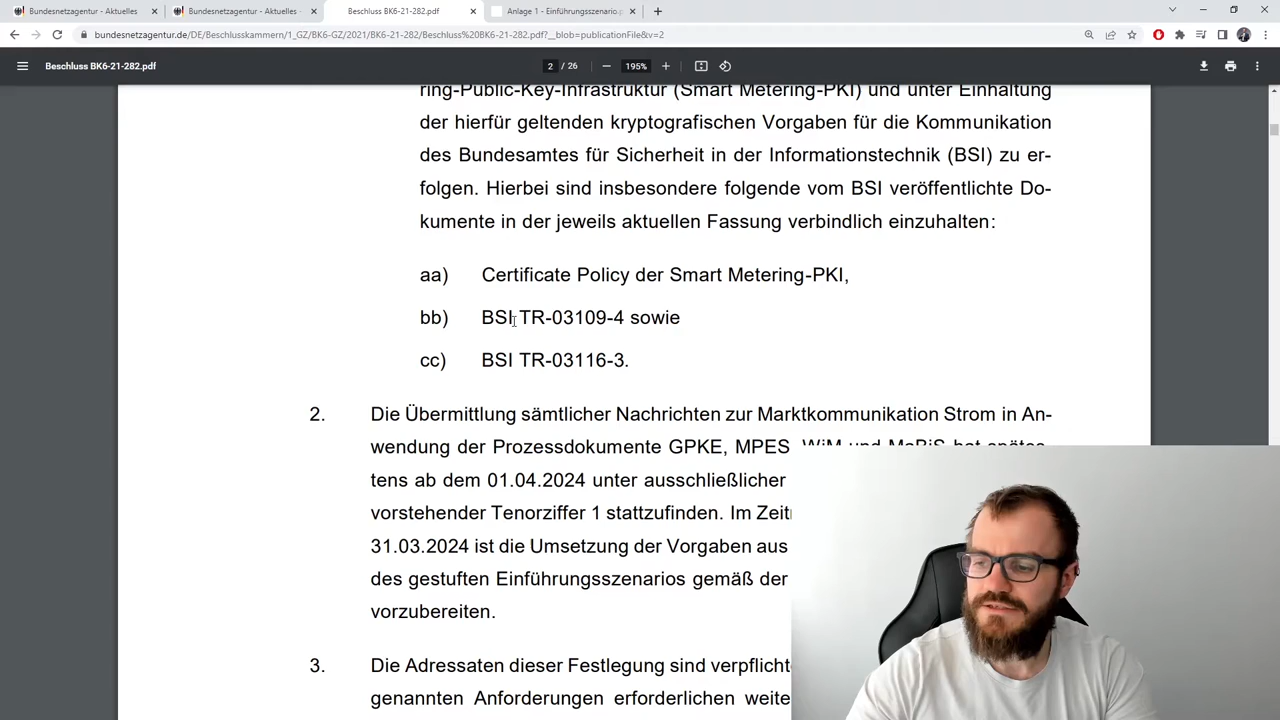 Bundesnetzagentur - Aktuelles
Bundesnetzagentur - Aktuelles
Beschluss BK6-21-282.pdf
Anlage 1 - Einführungsszenario.p
bundesnetzagentur.de/DE/Beschlusskammern/1_GZ/BK6-GZ/2021/BK6-21-282/Beschluss%20BK6-21-282.pdf?__blob=publicationFile&v=2
Beschluss BK6-21-282.pdf
2 / 26
195%
ring-Public-Key-Infrastruktur (Smart Metering-PKI) und unter Einhaltung
der hierfür geltenden kryptografischen Vorgaben für die Kommunikation
des Bundesamtes für Sicherheit in der Informationstechnik (BSI) zu er-
folgen. Hierbei sind insbesondere folgende vom BSI veröffentlichte Do-
kumente in der jeweils aktuellen Fassung verbindlich einzuhalten:
aa) Certificate Policy der Smart Metering-PKI,
bb) BSI TR-03109-4 sowie
cc) BSI TR-03116-3.
2. Die Übermittlung sämtlicher Nachrichten zur Marktkommunikation Strom in An-
wendung der Prozessdokumente GPKE, MPES, WiM und MaBiS hat spätes-
tens ab dem 01.04.2024 unter ausschließlicher
vorstehender Tenorziffer 1 stattzufinden. Im Zeit
31.03.2024 ist die Umsetzung der Vorgaben aus
des gestuften Einführungsszenarios gemäß der
vorzubereiten.
3. Die Adressaten dieser Festlegung sind verpflichte
genannten Anforderungen erforderlichen weite